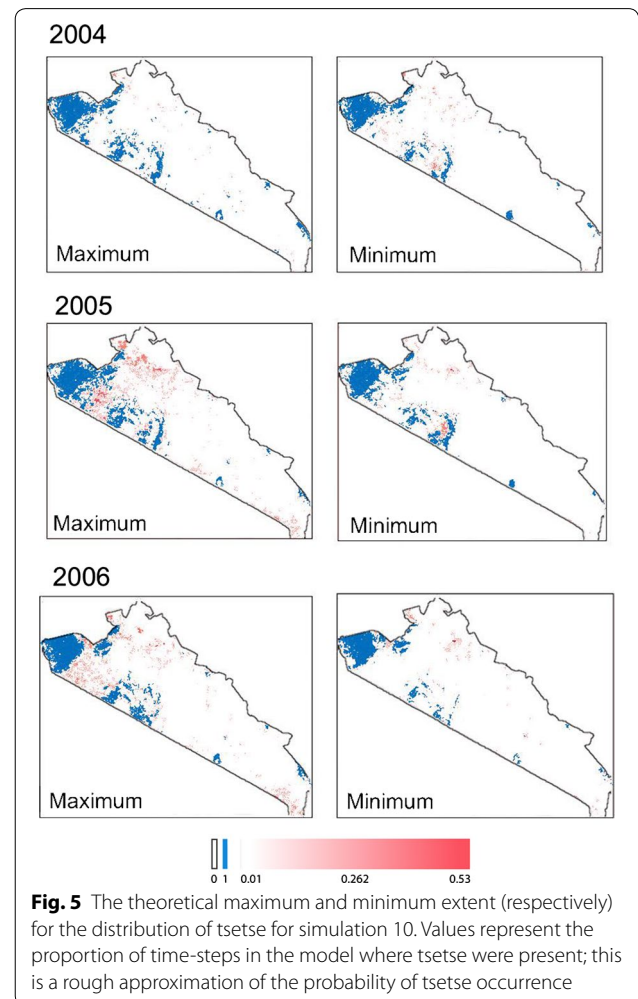 2004
Maximum
Minimum
2005
Maximum
Minimum
2006
Maximum
Minimum
0 1 0.01 0.262 0.53
Fig. 5 The theoretical maximum and minimum extent (respectively)
for the distribution of tsetse for simulation 10. Values represent the
proportion of time-steps in the model where tsetse were present; this
is a rough approximation of the probability of tsetse occurrence